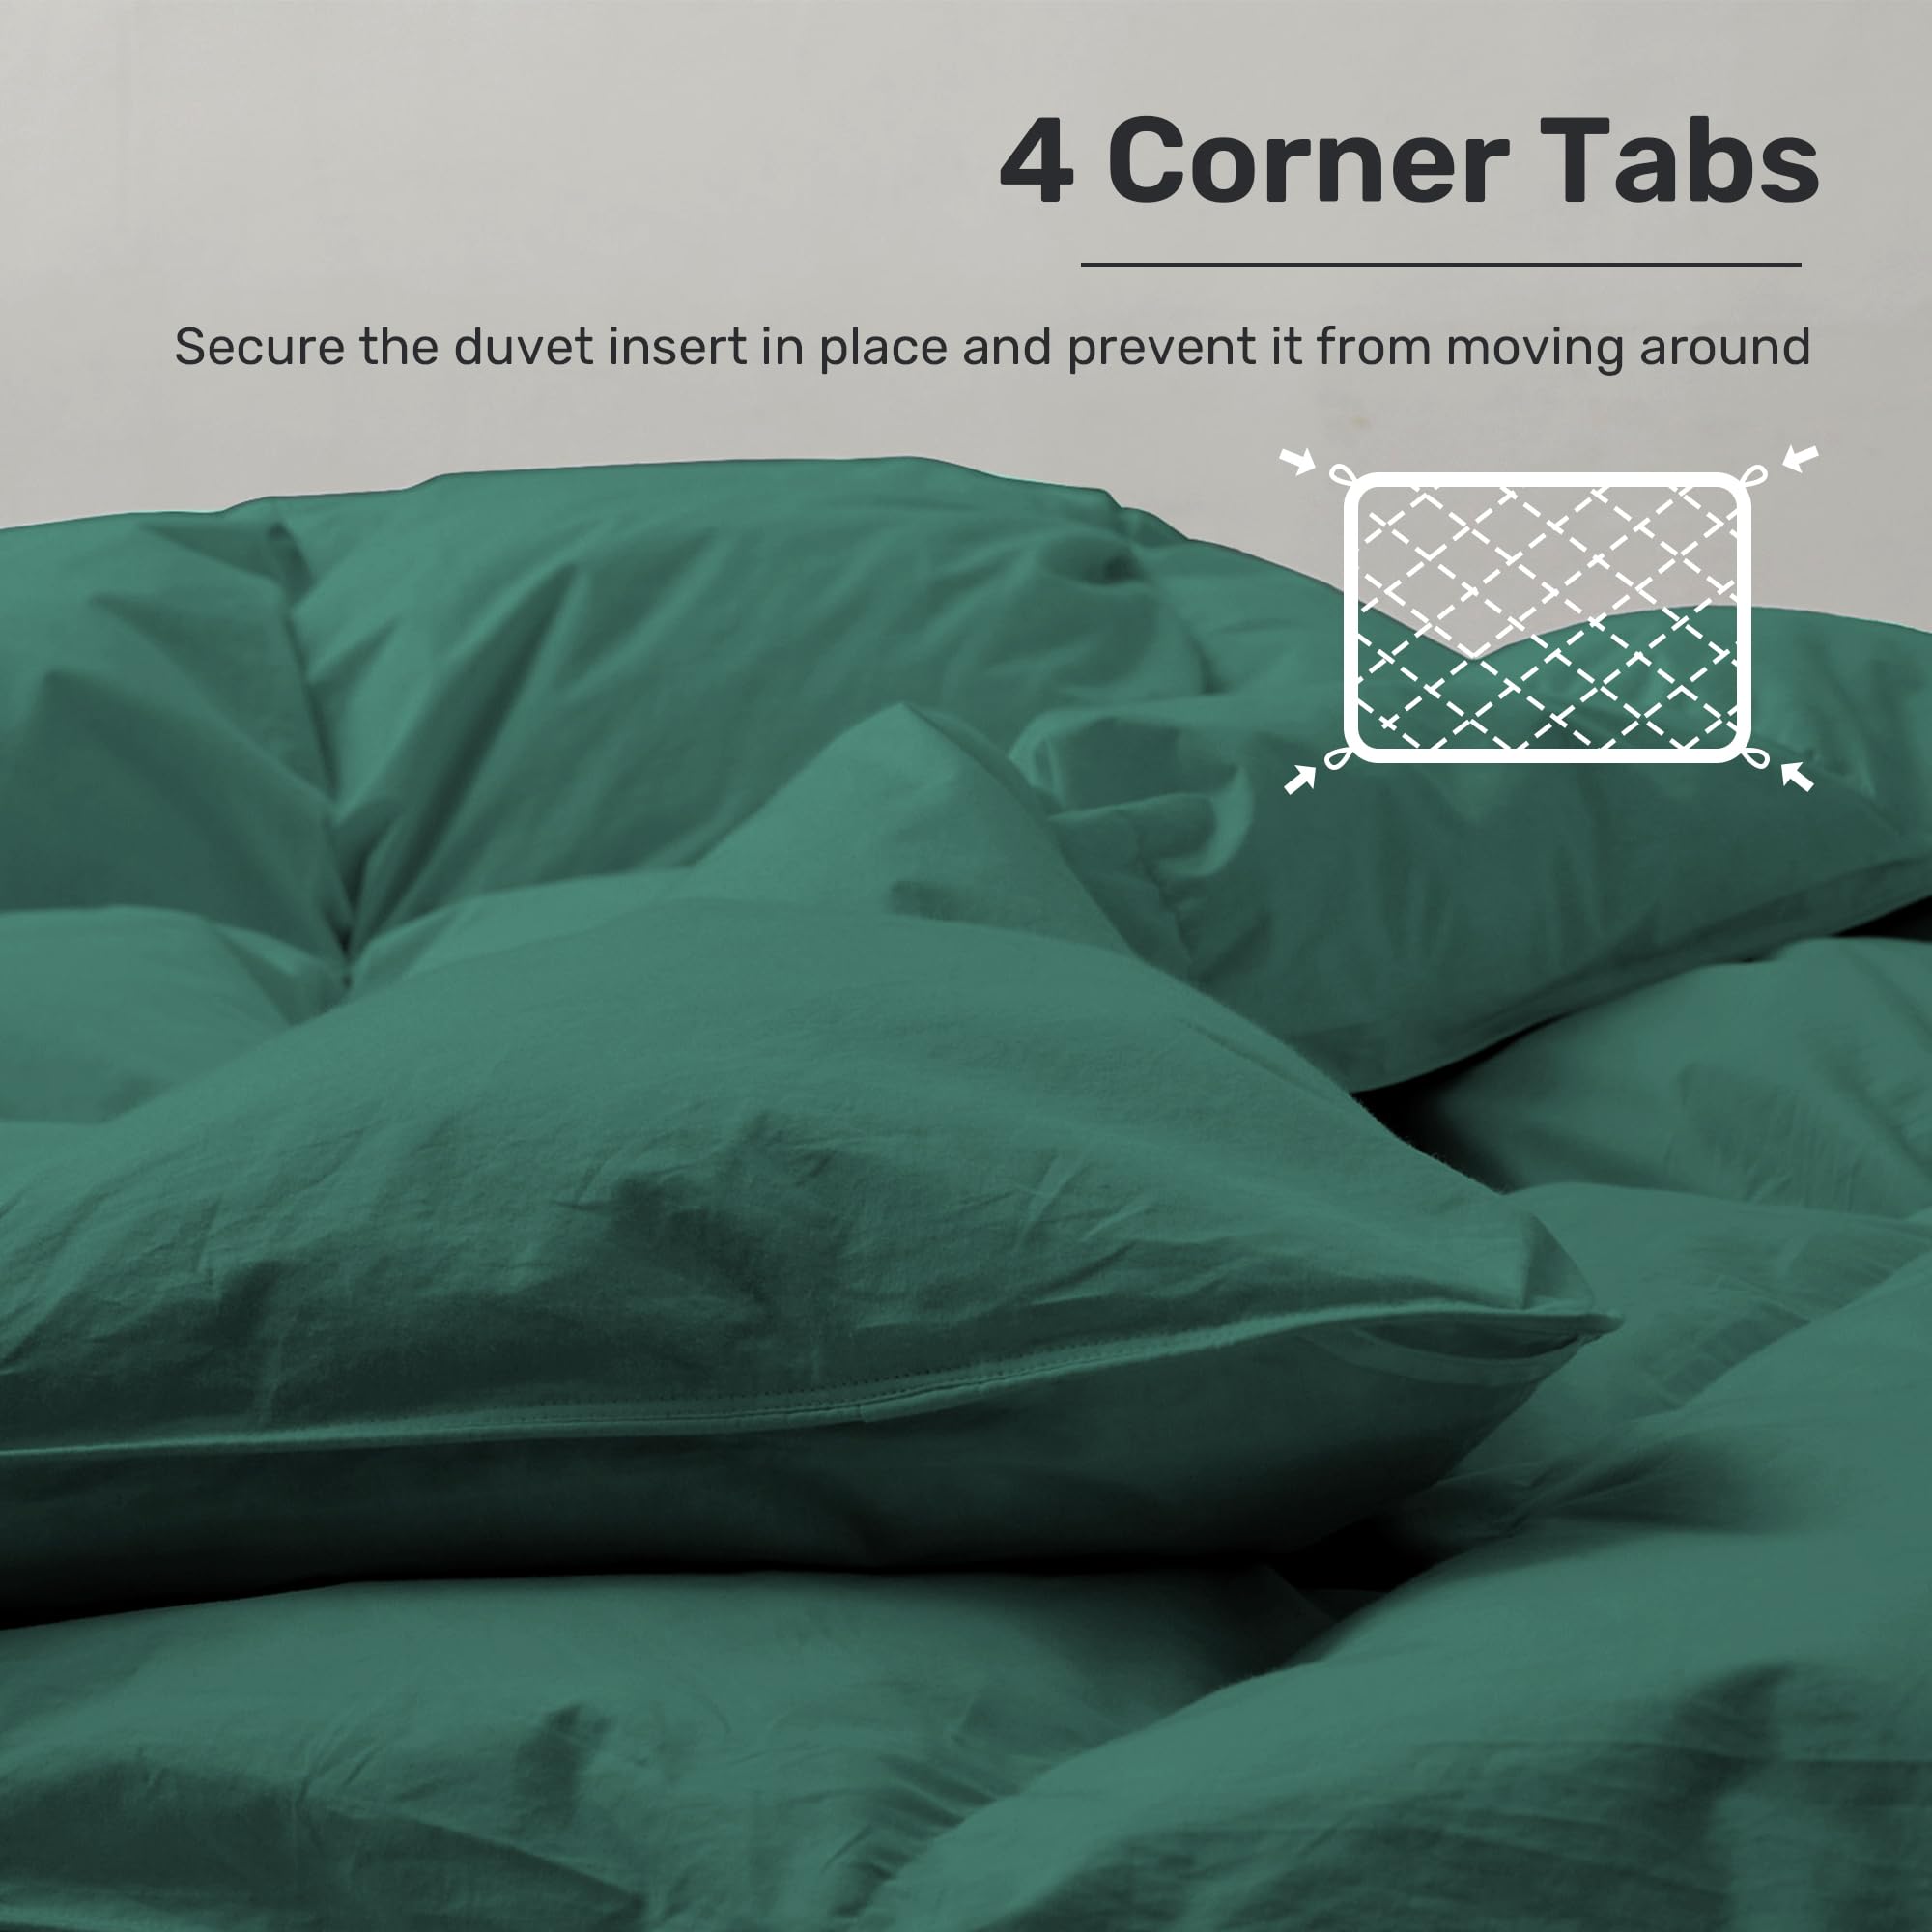 4 Corner Tabs
Secure the duvet insert in place and prevent it from moving around